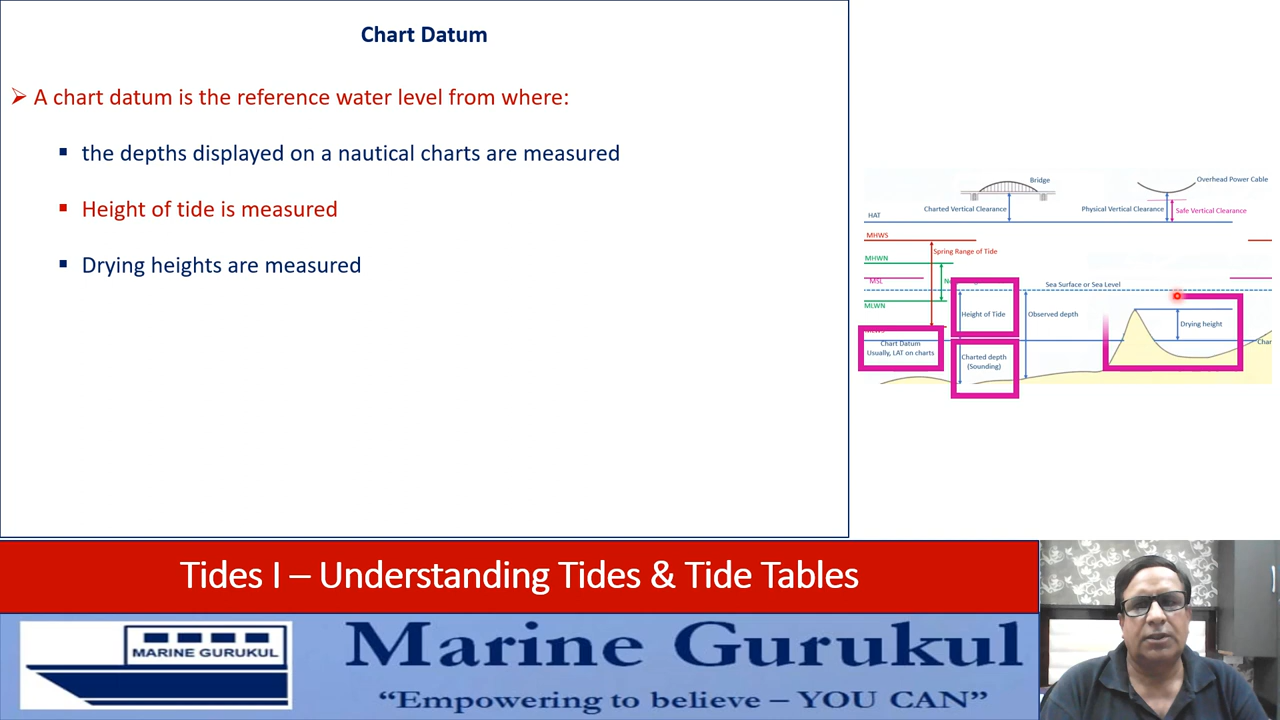 Chart Datum
A chart datum is the reference water level from where:
the depths displayed on a nautical charts are measured
Height of tide is measured
Drying heights are measured
Bridge
Overhead Power Cable
Charted Vertical Clearance
Physical Vertical Clearance
Safe Vertical Clearance
HAT
MHWS
Spring Range of Tide
MHWN
MSL
Sea Surface or Sea Level
MLWN
Height of Tide
Observed depth
Drying height
Chart Datum
Usually, LAT on charts
Charted depth
(Sounding)
Tides I – Understanding Tides & Tide Tables
MARINE GURUKUL
Marine Gurukul
“Empowering to believe – YOU CAN”